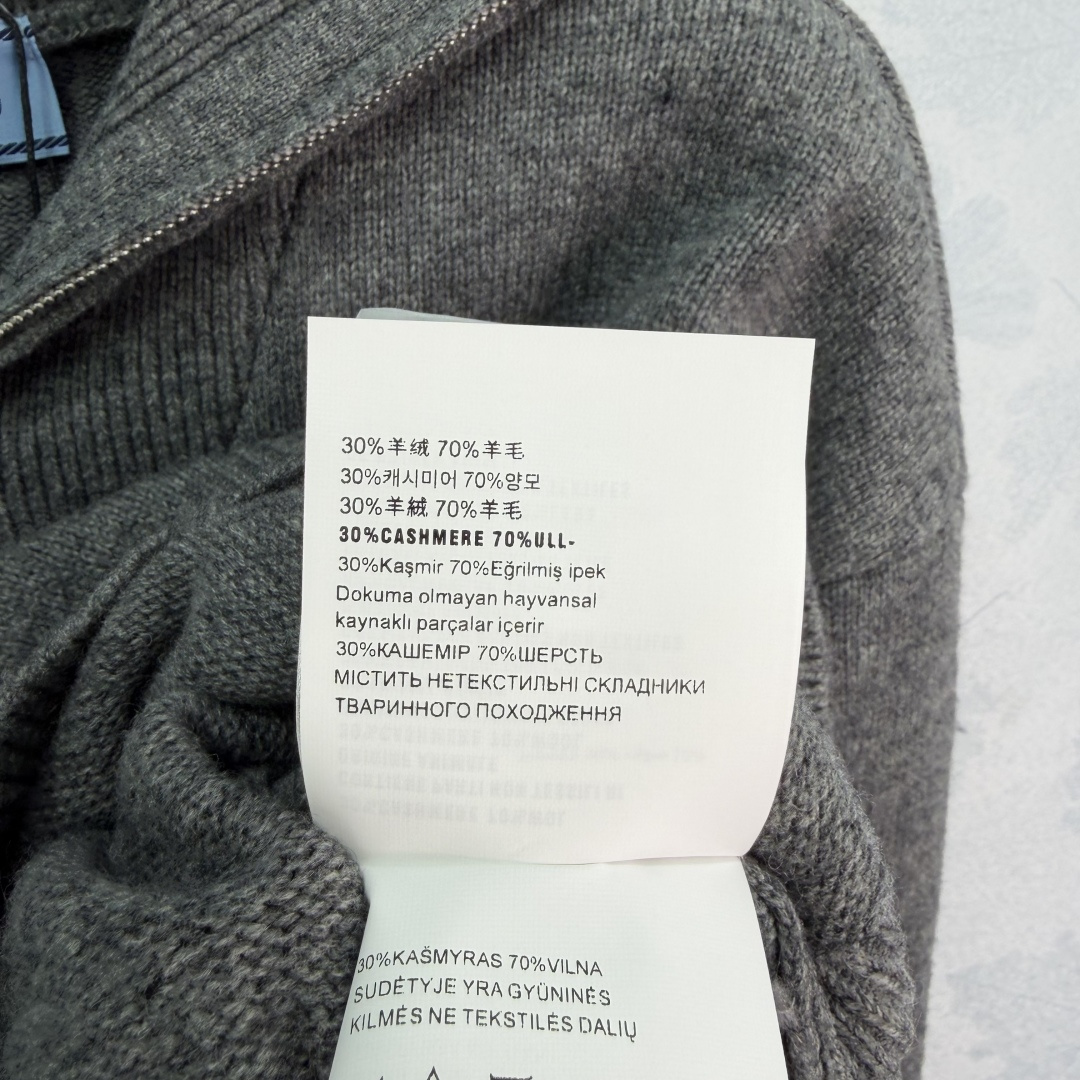 30%羊绒 70%羊毛
30%캐시미어 70%양모
30%羊絨 70%羊毛
30%CASHMERE 70%ULL-
30%Kaşmir 70%Eğrilmiş ipek
Dokuma olmayan hayvansal
kaynaklı parçalar içerir
30%КАШЕМІР 70%ШЕРСТЬ
МІСТИТЬ НЕТЕКСТИЛЬНІ СКЛАДНИКИ
ТВАРИННОГО ПОХОДЖЕННЯ
30%KAŠMYRAS 70%VILNA
SUDĖTYJE YRA GYŪNINĖS
KILMĖS NE TEKSTILĖS DALIŲ